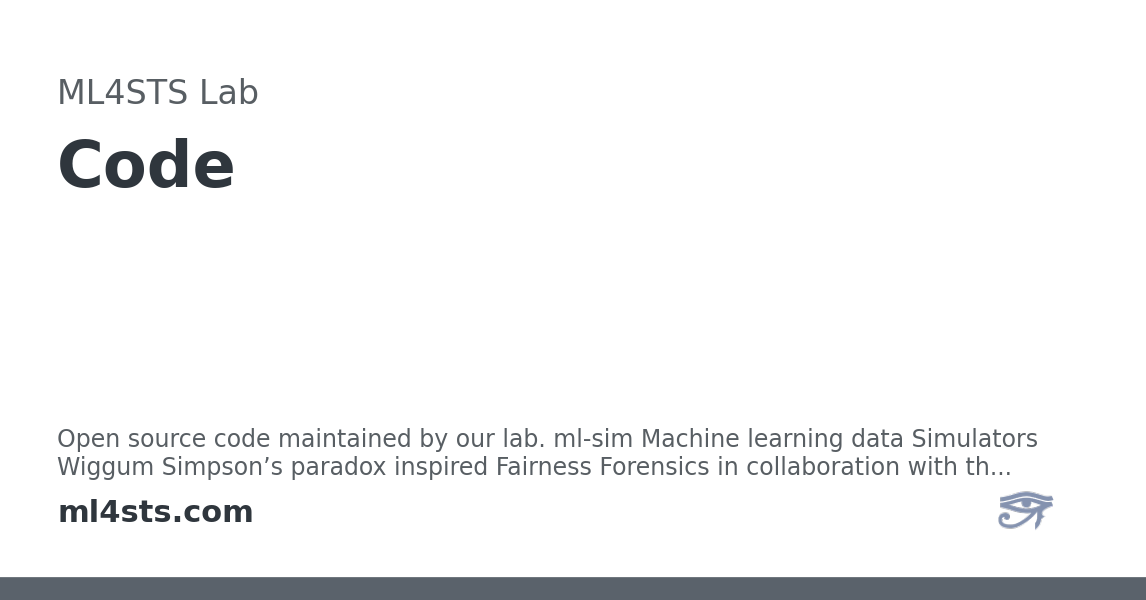 ML4STS Lab
Code
Open source code maintained by our lab. ml-sim Machine learning data Simulators
Wiggum Simpson’s paradox inspired Fairness Forensics in collaboration with th...
ml4sts.com